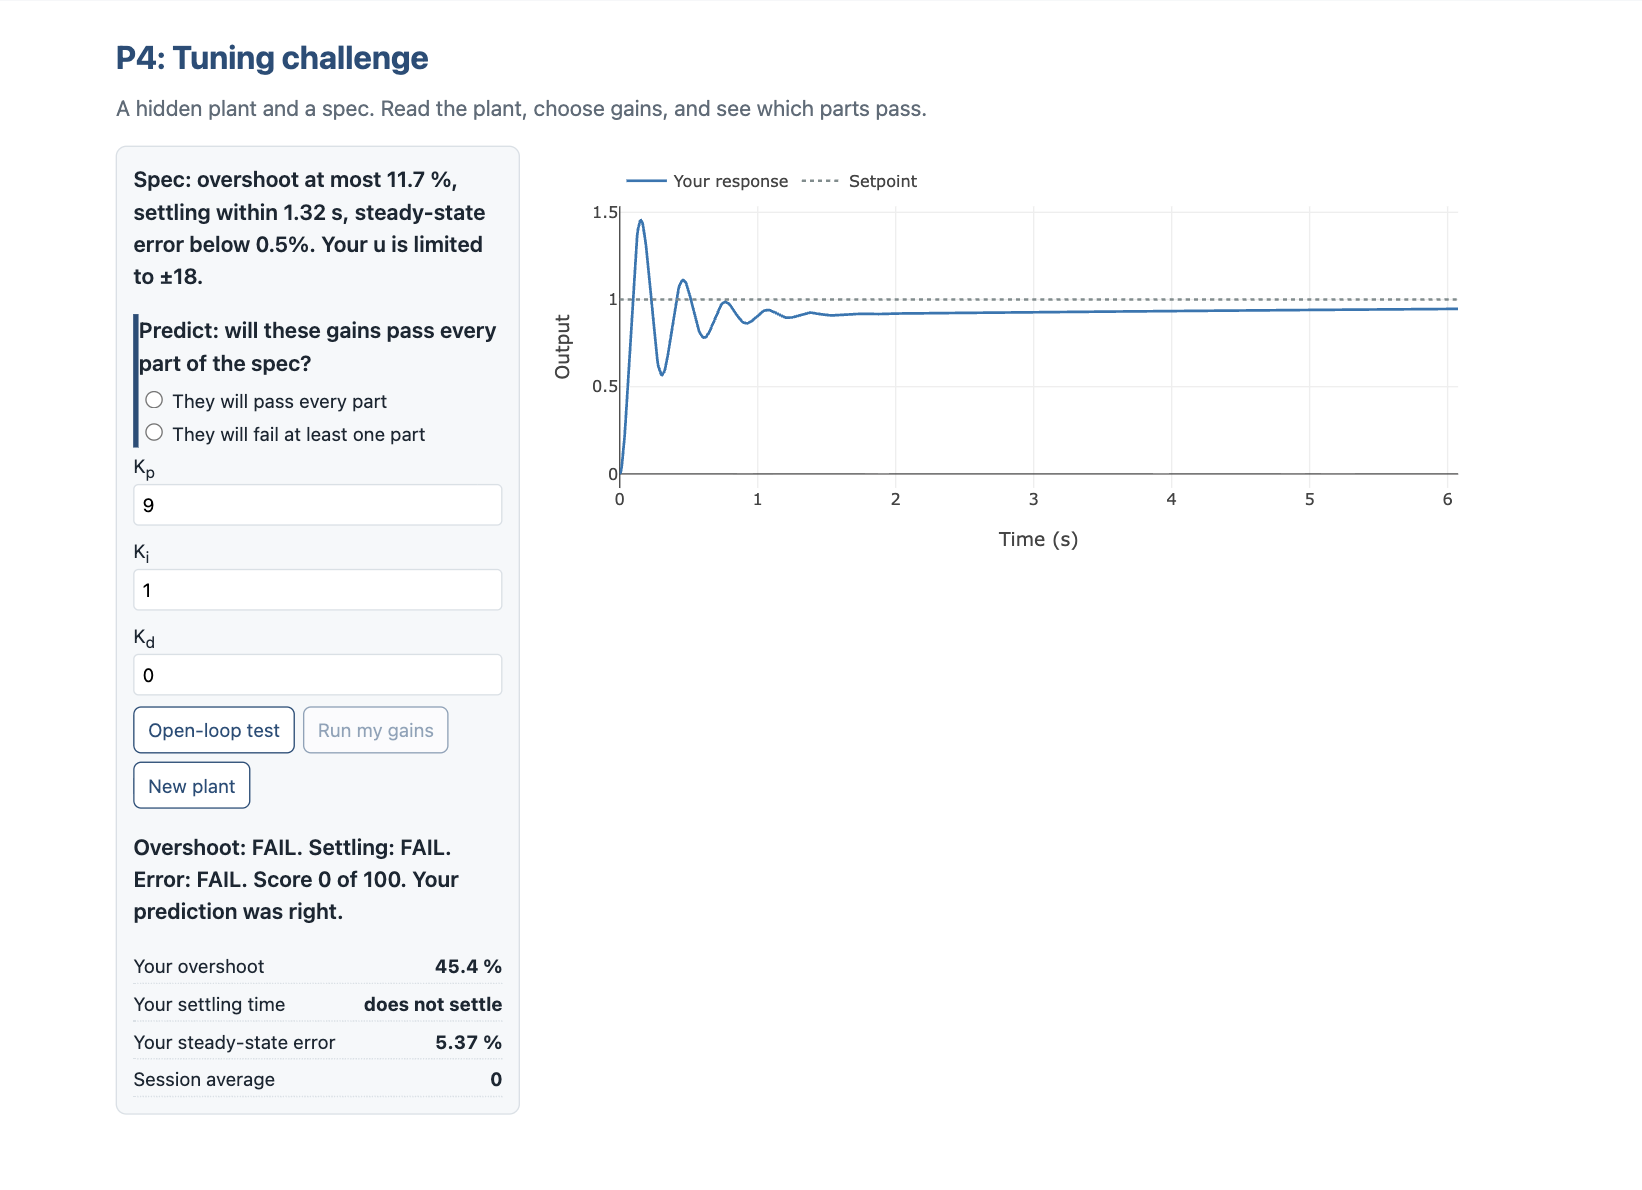 P4: Tuning challenge
A hidden plant and a spec. Read the plant, choose gains, and see which parts pass.
Spec: overshoot at most 11.7 %,
settling within 1.32 s, steady-state
error below 0.5%. Your u is limited
to ±18.
Predict: will these gains pass every
part of the spec?
They will pass every part
They will fail at least one part
Kp
9
Ki
1
Kd
0
Open-loop test Run my gains
New plant
Overshoot: FAIL. Settling: FAIL.
Error: FAIL. Score 0 of 100. Your
prediction was right.
Your overshoot 45.4 %
Your settling time does not settle
Your steady-state error 5.37 %
Session average 0
Your response Setpoint
1.5
1
0.5
0
Output
0 1 2 3 4 5 6
Time (s)